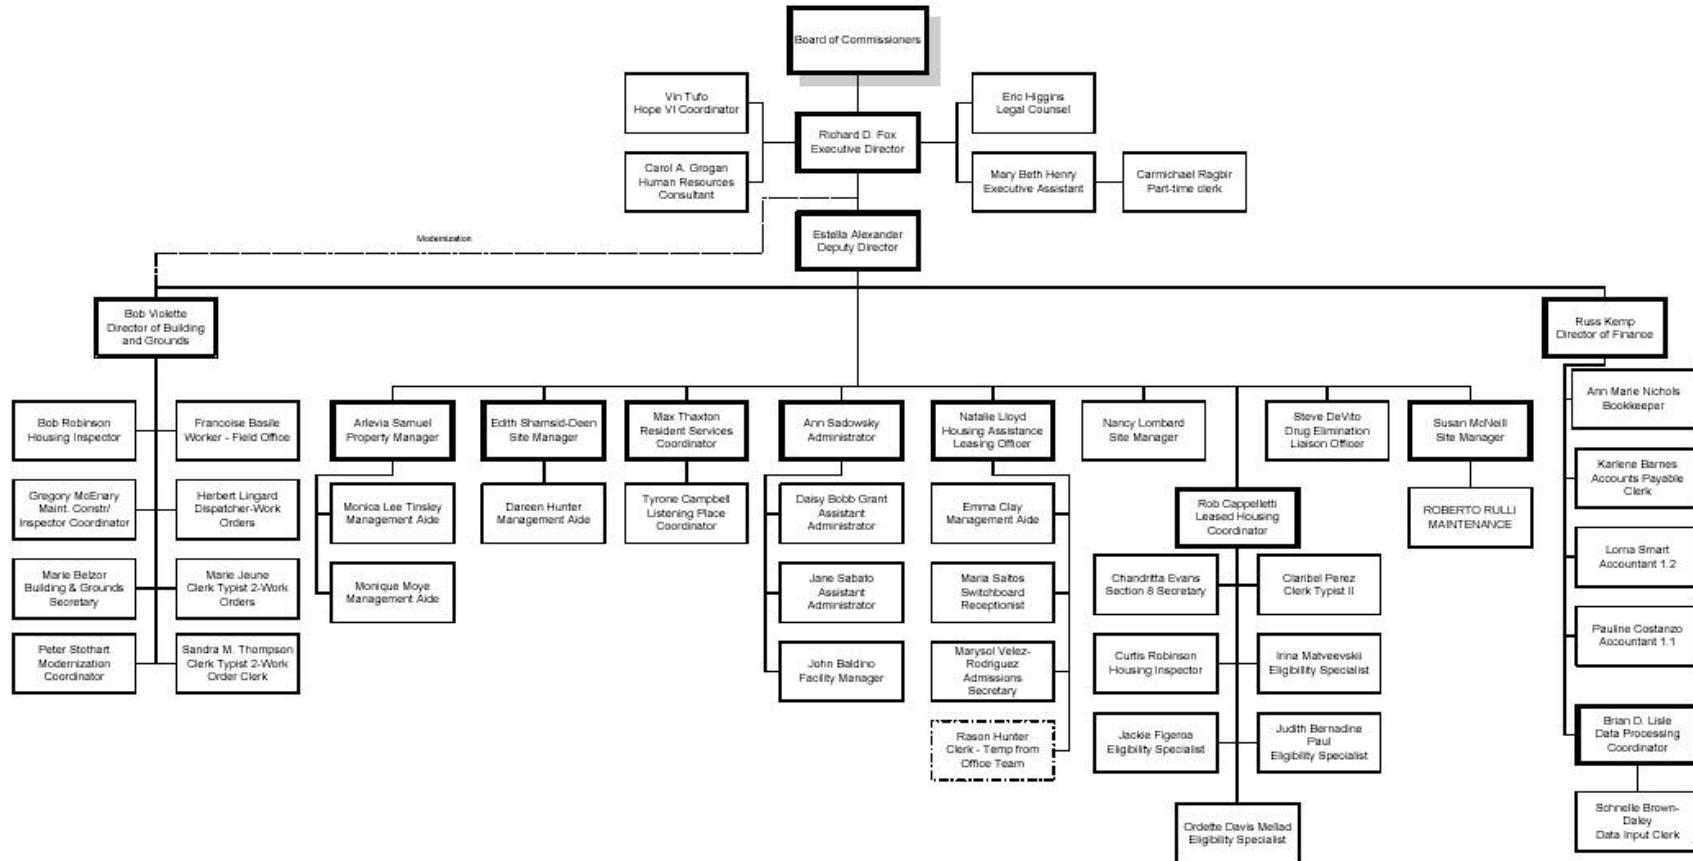 Board of Commissioners
Vin Tufo
Hope VI Coordinator
Eric Higgins
Legal Counsel
Richard D. Fox
Executive Director
Carol A. Grogan
Human Resources
Consultant
Mary Beth Henry
Executive Assistant
Carmichael Ragbir
Part-time clerk
Estella Alexander
Deputy Director
Modernization
Bob Violette
Director of Building
and Grounds
Russ Kemp
Director of Finance
Bob Robinson
Housing Inspector
Francoise Basile
Worker - Field Office
Arlevia Samuel
Property Manager
Edith Shamsid-Deen
Site Manager
Max Thaxton
Resident Services
Coordinator
Ann Sadowsky
Administrator
Natalie Lloyd
Housing Assistance
Leasing Officer
Nancy Lombard
Site Manager
Steve DeVito
Drug Elimination
Liaison Officer
Susan McNeill
Site Manager
Ann Marie Nichols
Bookkeeper
Gregory McEnary
Maint. Constr/
Inspector Coordinator
Herbert Lingard
Dispatcher-Work
Orders
Monica Lee Tinsley
Management Aide
Dareen Hunter
Management Aide
Tyrone Campbell
Listening Place
Coordinator
Daisy Bobb Grant
Assistant
Administrator
Emma Clay
Management Aide
Rob Cappelletti
Leased Housing
Coordinator
ROBERTO RULLI
MAINTENANCE
Karlene Barnes
Accounts Payable
Clerk
Marie Belzor
Building & Grounds
Secretary
Marie Jeune
Clerk Typist 2-Work
Orders
Monique Moye
Management Aide
Jane Sabato
Assistant
Administrator
Maria Saltos
Switchboard
Receptionist
Chandritta Evans
Section 8 Secretary
Claribel Perez
Clerk Typist II
Lorna Smart
Accountant 1.2
Peter Stothart
Modernization
Coordinator
Sandra M. Thompson
Clerk Typist 2-Work
Order Clerk
John Baldino
Facility Manager
Marysol Velez-
Rodriguez
Admissions
Secretary
Curtis Robinson
Housing Inspector
Irina Matveevskii
Eligibility Specialist
Pauline Costanzo
Accountant 1.1
Rason Hunter
Clerk - Temp from
Office Team
Jackie Figeroa
Eligibility Specialist
Judith Bernadine
Paul
Eligibility Specialist
Brian D. Lisle
Data Processing
Coordinator
Ordette Davis Mellad
Eligibility Specialist
Schnelle Brown-
Daley
Data Input Clerk